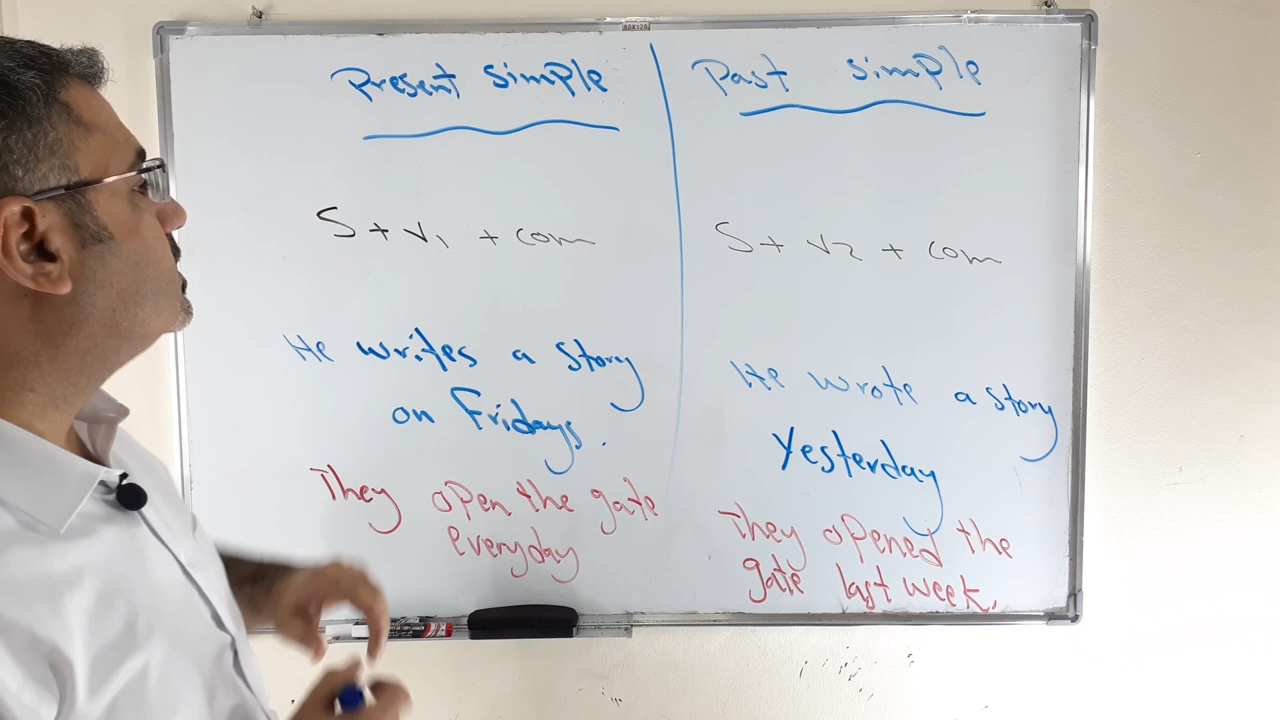 Present simple
S + V1 + com
He writes a story
on Fridays.
They open the gate
everyday
Past simple
S + V2 + com
He wrote a story
Yesterday
They opened the
gate last week.